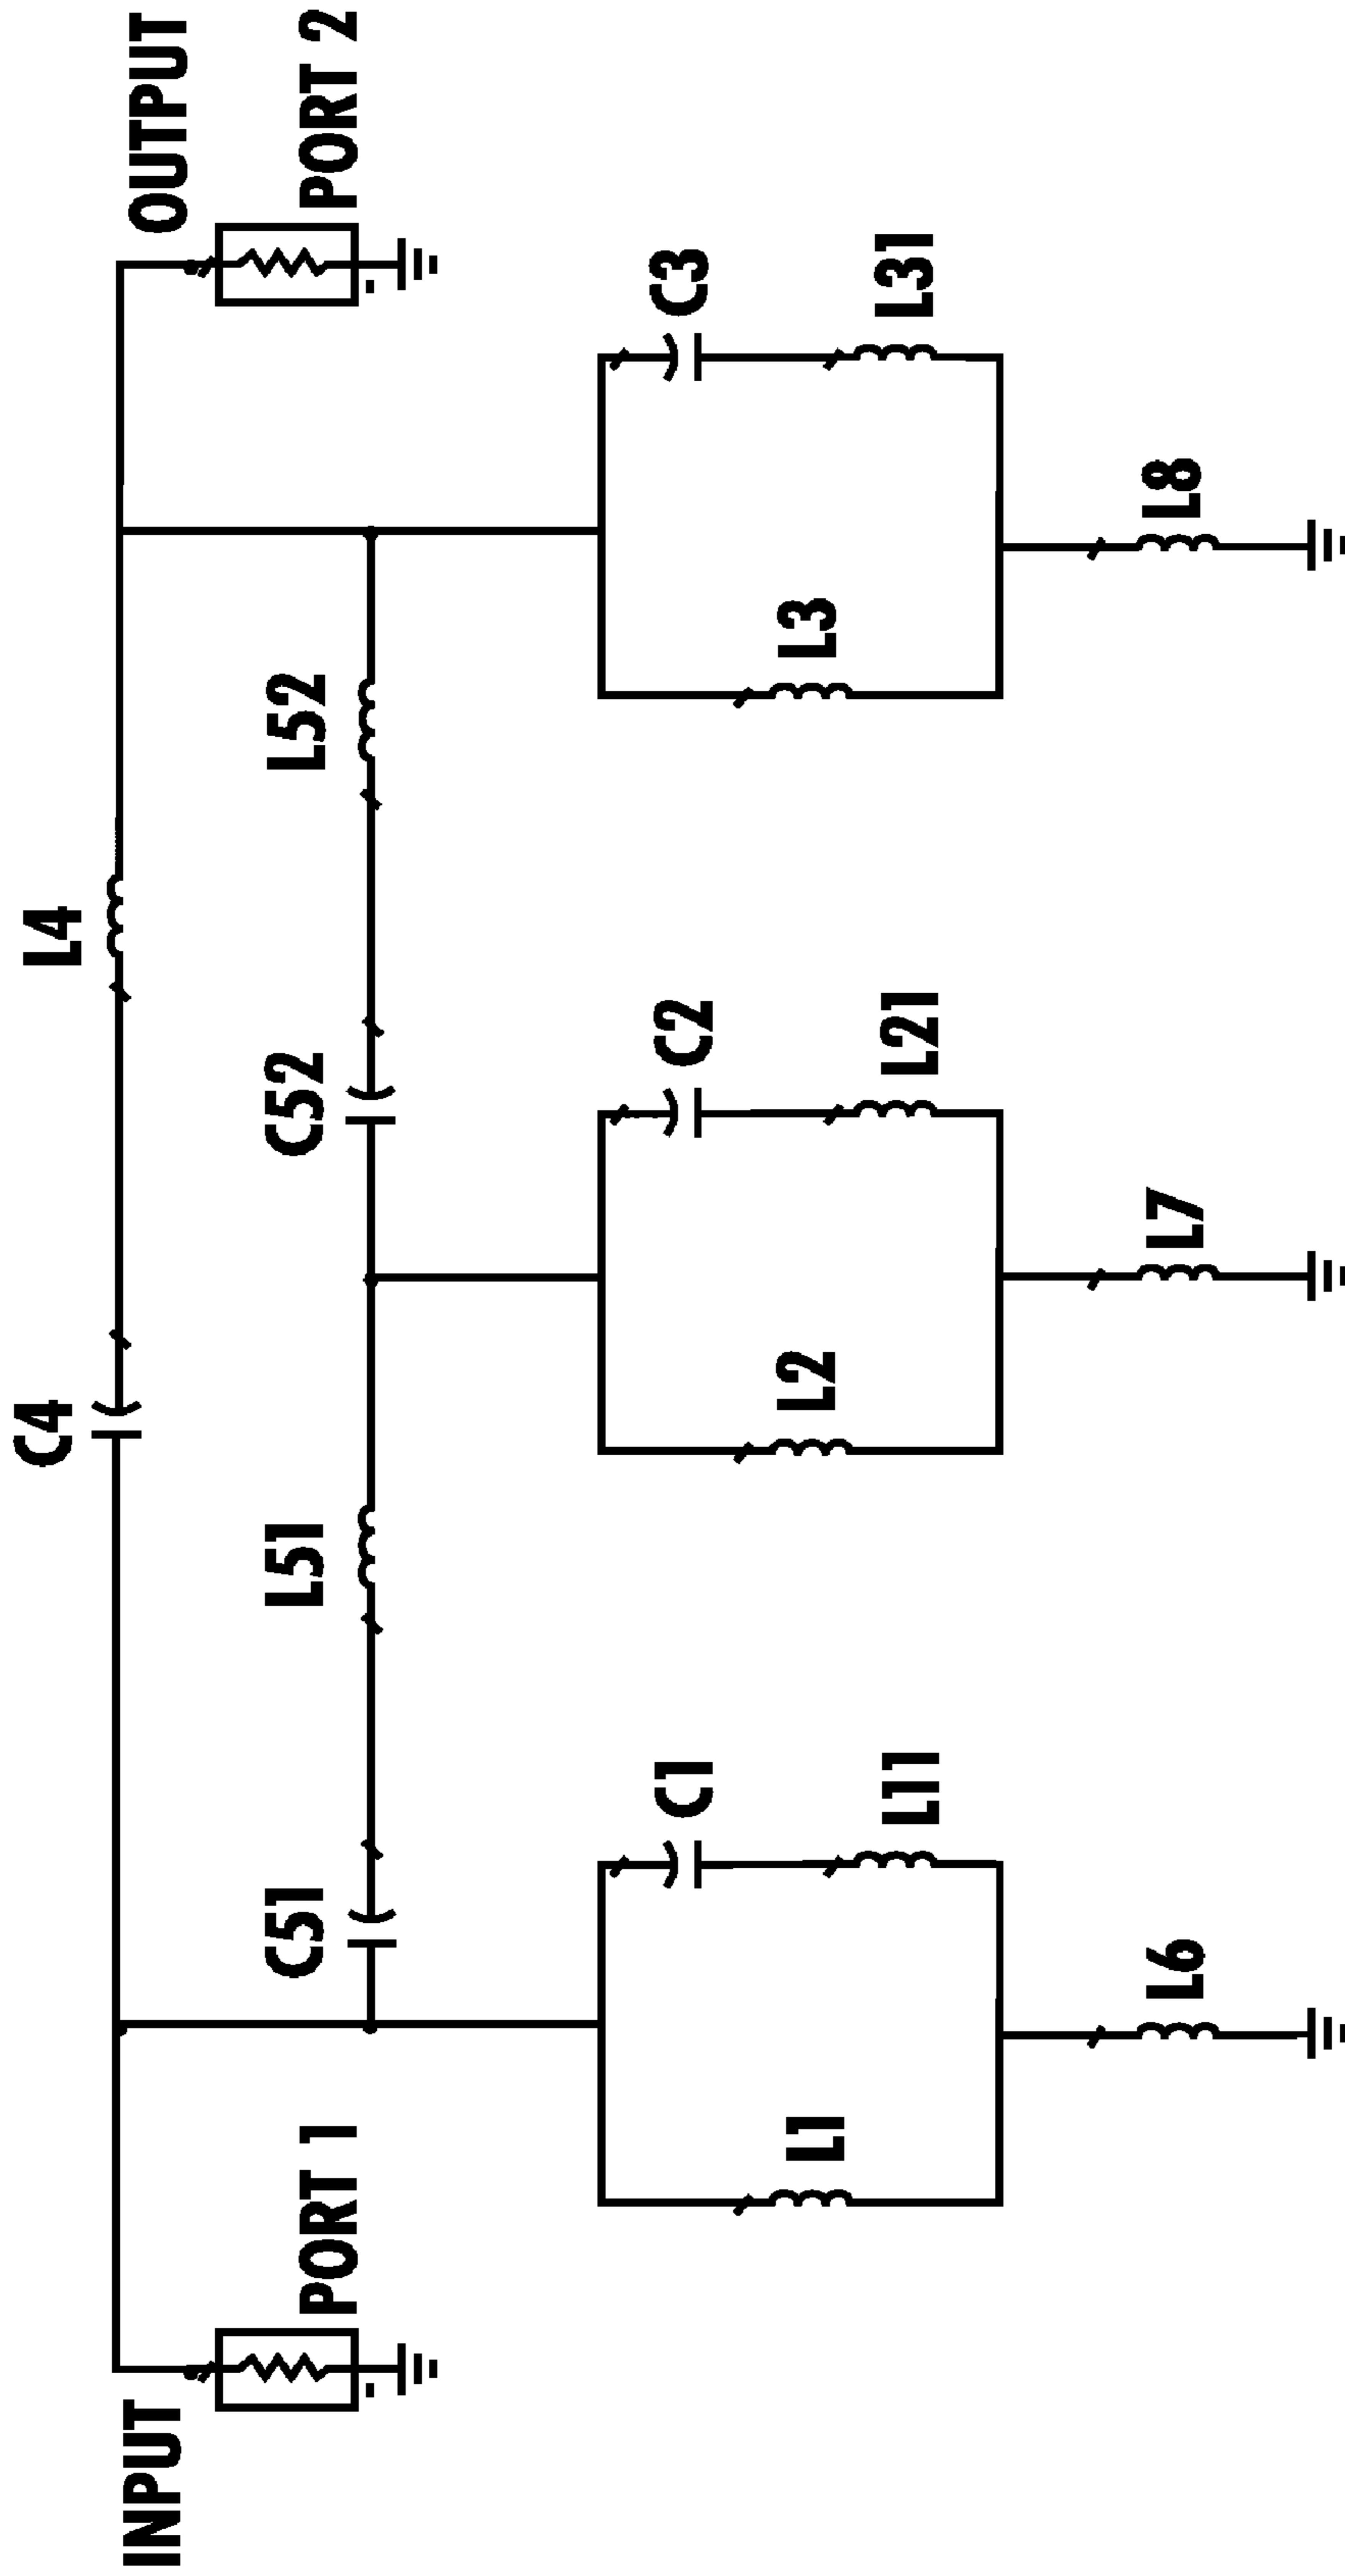 C4
L4
OUTPUT
INPUT
PORT 1
C51
L51
C52
L52
PORT 2
C1
C2
C3
L1
L11
L2
L21
L3
L31
L6
L7
L8